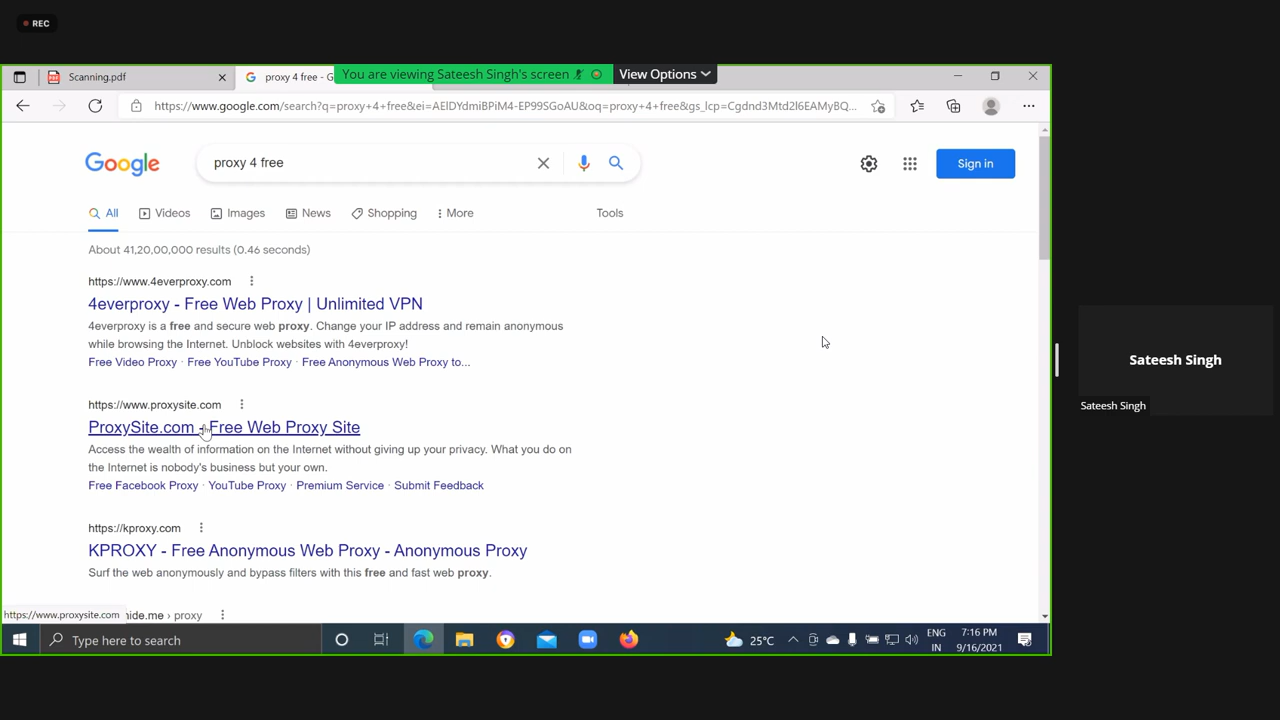 REC
Scanning.pdf
proxy 4 free - G
You are viewing Sateesh Singh's screen
View Options
https://www.google.com/search?q=proxy+4+free&ei=AElDYdmiBPiM4-EP99SGoAU&oq=proxy+4+free&gs_lcp=Cgdnd3Mtd2l6EAMyBQ...
Google
proxy 4 free
Sign in
All
Videos
Images
News
Shopping
More
Tools
About 41,20,00,000 results (0.46 seconds)
https://www.4everproxy.com
4everproxy - Free Web Proxy | Unlimited VPN
4everproxy is a free and secure web proxy. Change your IP address and remain anonymous
while browsing the Internet. Unblock websites with 4everproxy!
Free Video Proxy · Free YouTube Proxy · Free Anonymous Web Proxy to...
https://www.proxysite.com
ProxySite.com - Free Web Proxy Site
Access the wealth of information on the Internet without giving up your privacy. What you do on
the Internet is nobody's business but your own.
Free Facebook Proxy · YouTube Proxy · Premium Service · Submit Feedback
https://kproxy.com
KPROXY - Free Anonymous Web Proxy - Anonymous Proxy
Surf the web anonymously and bypass filters with this free and fast web proxy.
https://www.proxysite.com
hide.me › proxy
Type here to search
25°C
ENG
IN
7:16 PM
9/16/2021
Sateesh Singh
Sateesh Singh